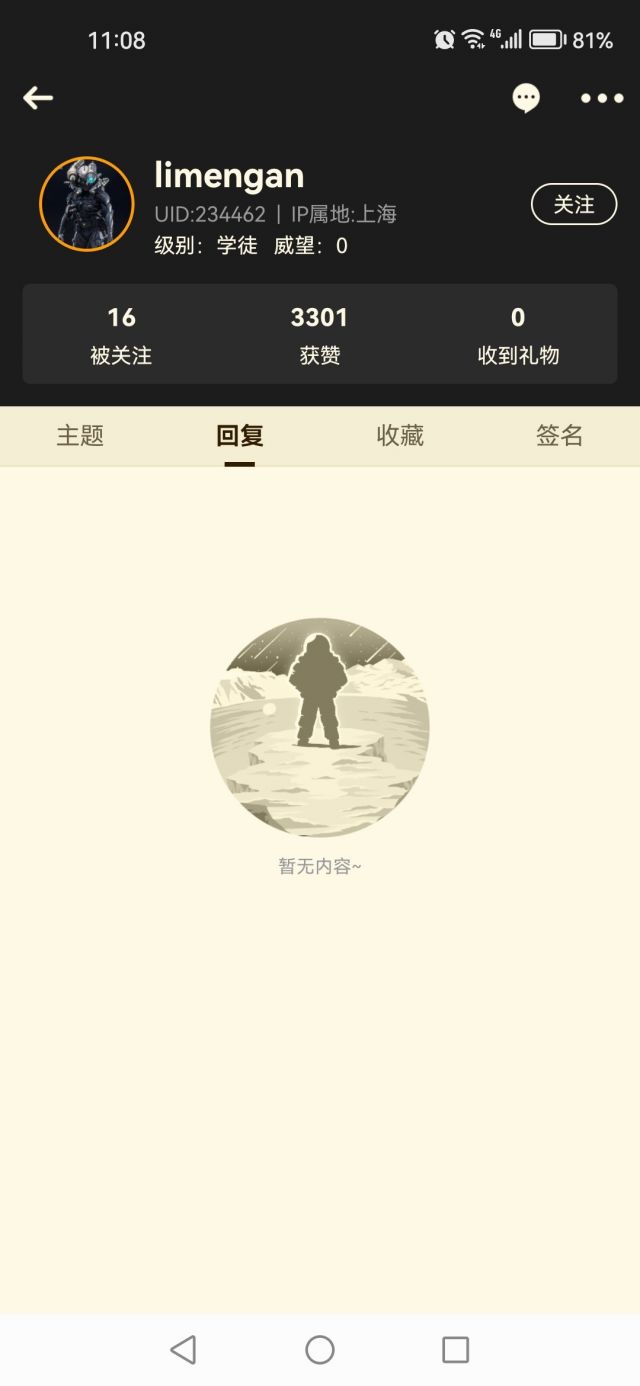 11:08
4G
81%
limengan
UID:234462 | IP属地:上海
关注
级别：学徒 威望：0
16 3301 0
被关注 获赞 收到礼物
主题 回复 收藏 签名
暂无内容~